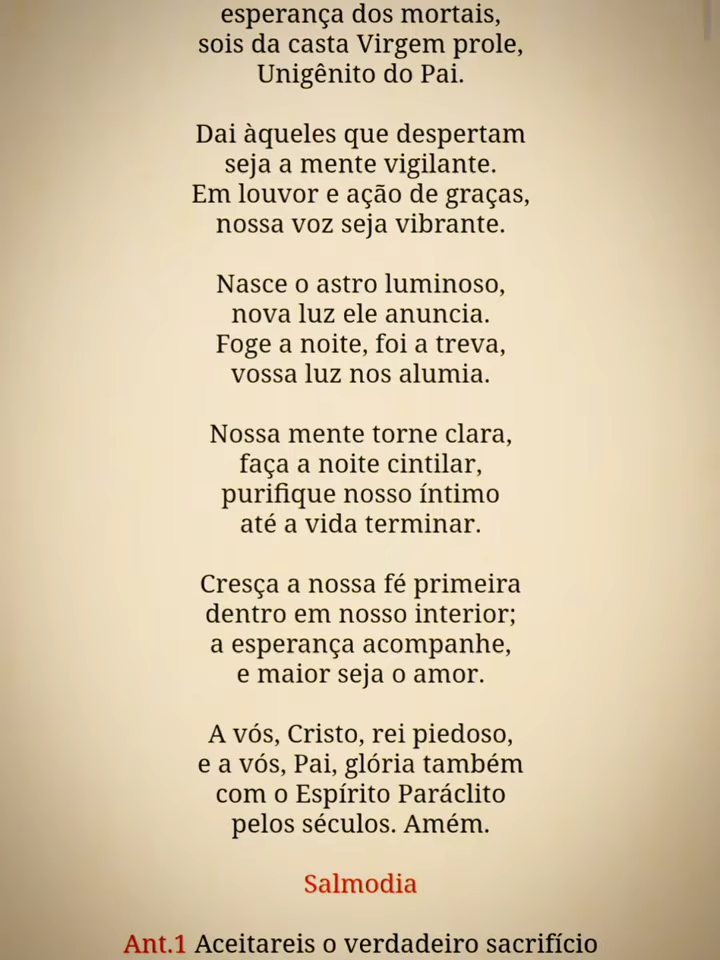 esperança dos mortais,
sois da casta Virgem prole,
Unigênito do Pai.
Dai àqueles que despertam
seja a mente vigilante.
Em louvor e ação de graças,
nossa voz seja vibrante.
Nasce o astro luminoso,
nova luz ele anuncia.
Foge a noite, foi a treva,
vossa luz nos alumia.
Nossa mente torne clara,
faça a noite cintilar,
purifique nosso íntimo
até a vida terminar.
Cresça a nossa fé primeira
dentro em nosso interior;
a esperança acompanhe,
e maior seja o amor.
A vós, Cristo, rei piedoso,
e a vós, Pai, glória também
com o Espírito Paráclito
pelos séculos. Amém.
Salmodia
Ant.1 Aceitareis o verdadeiro sacrifício